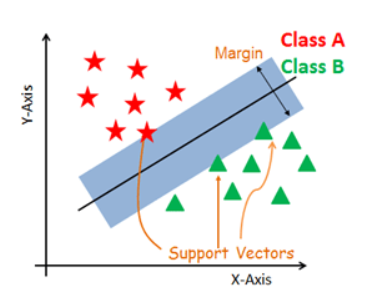 Class A
Margin
Class B
Y-Axis
Support Vectors
X-Axis